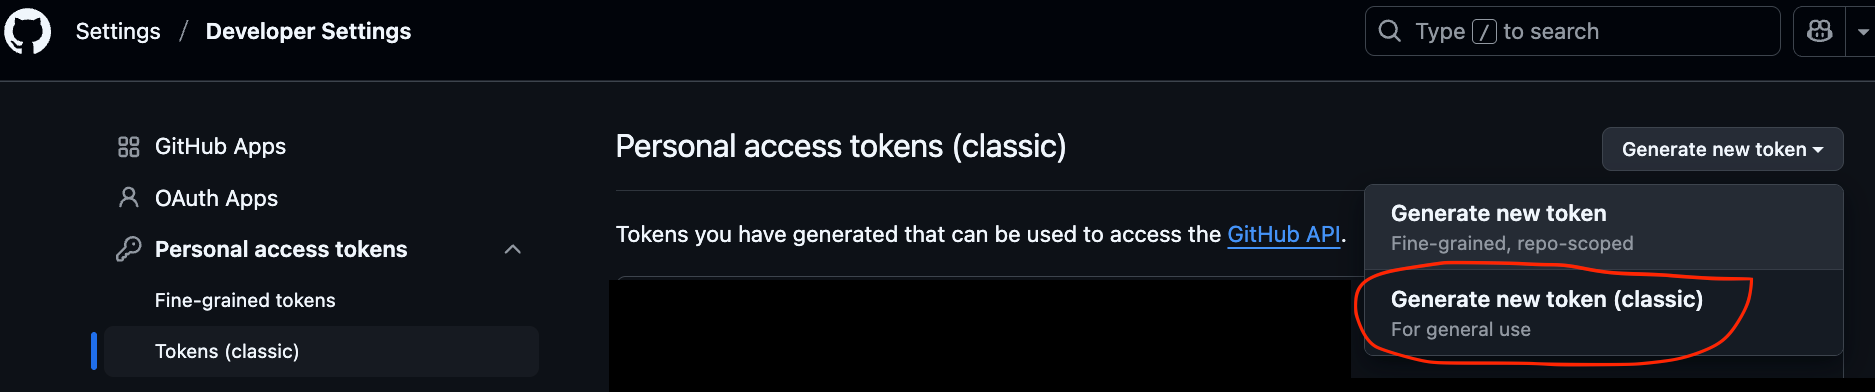 Settings / Developer Settings
Type / to search
GitHub Apps
OAuth Apps
Personal access tokens
Fine-grained tokens
Tokens (classic)
Personal access tokens (classic)
Generate new token
Tokens you have generated that can be used to access the GitHub API.
Generate new token
Fine-grained, repo-scoped
Generate new token (classic)
For general use